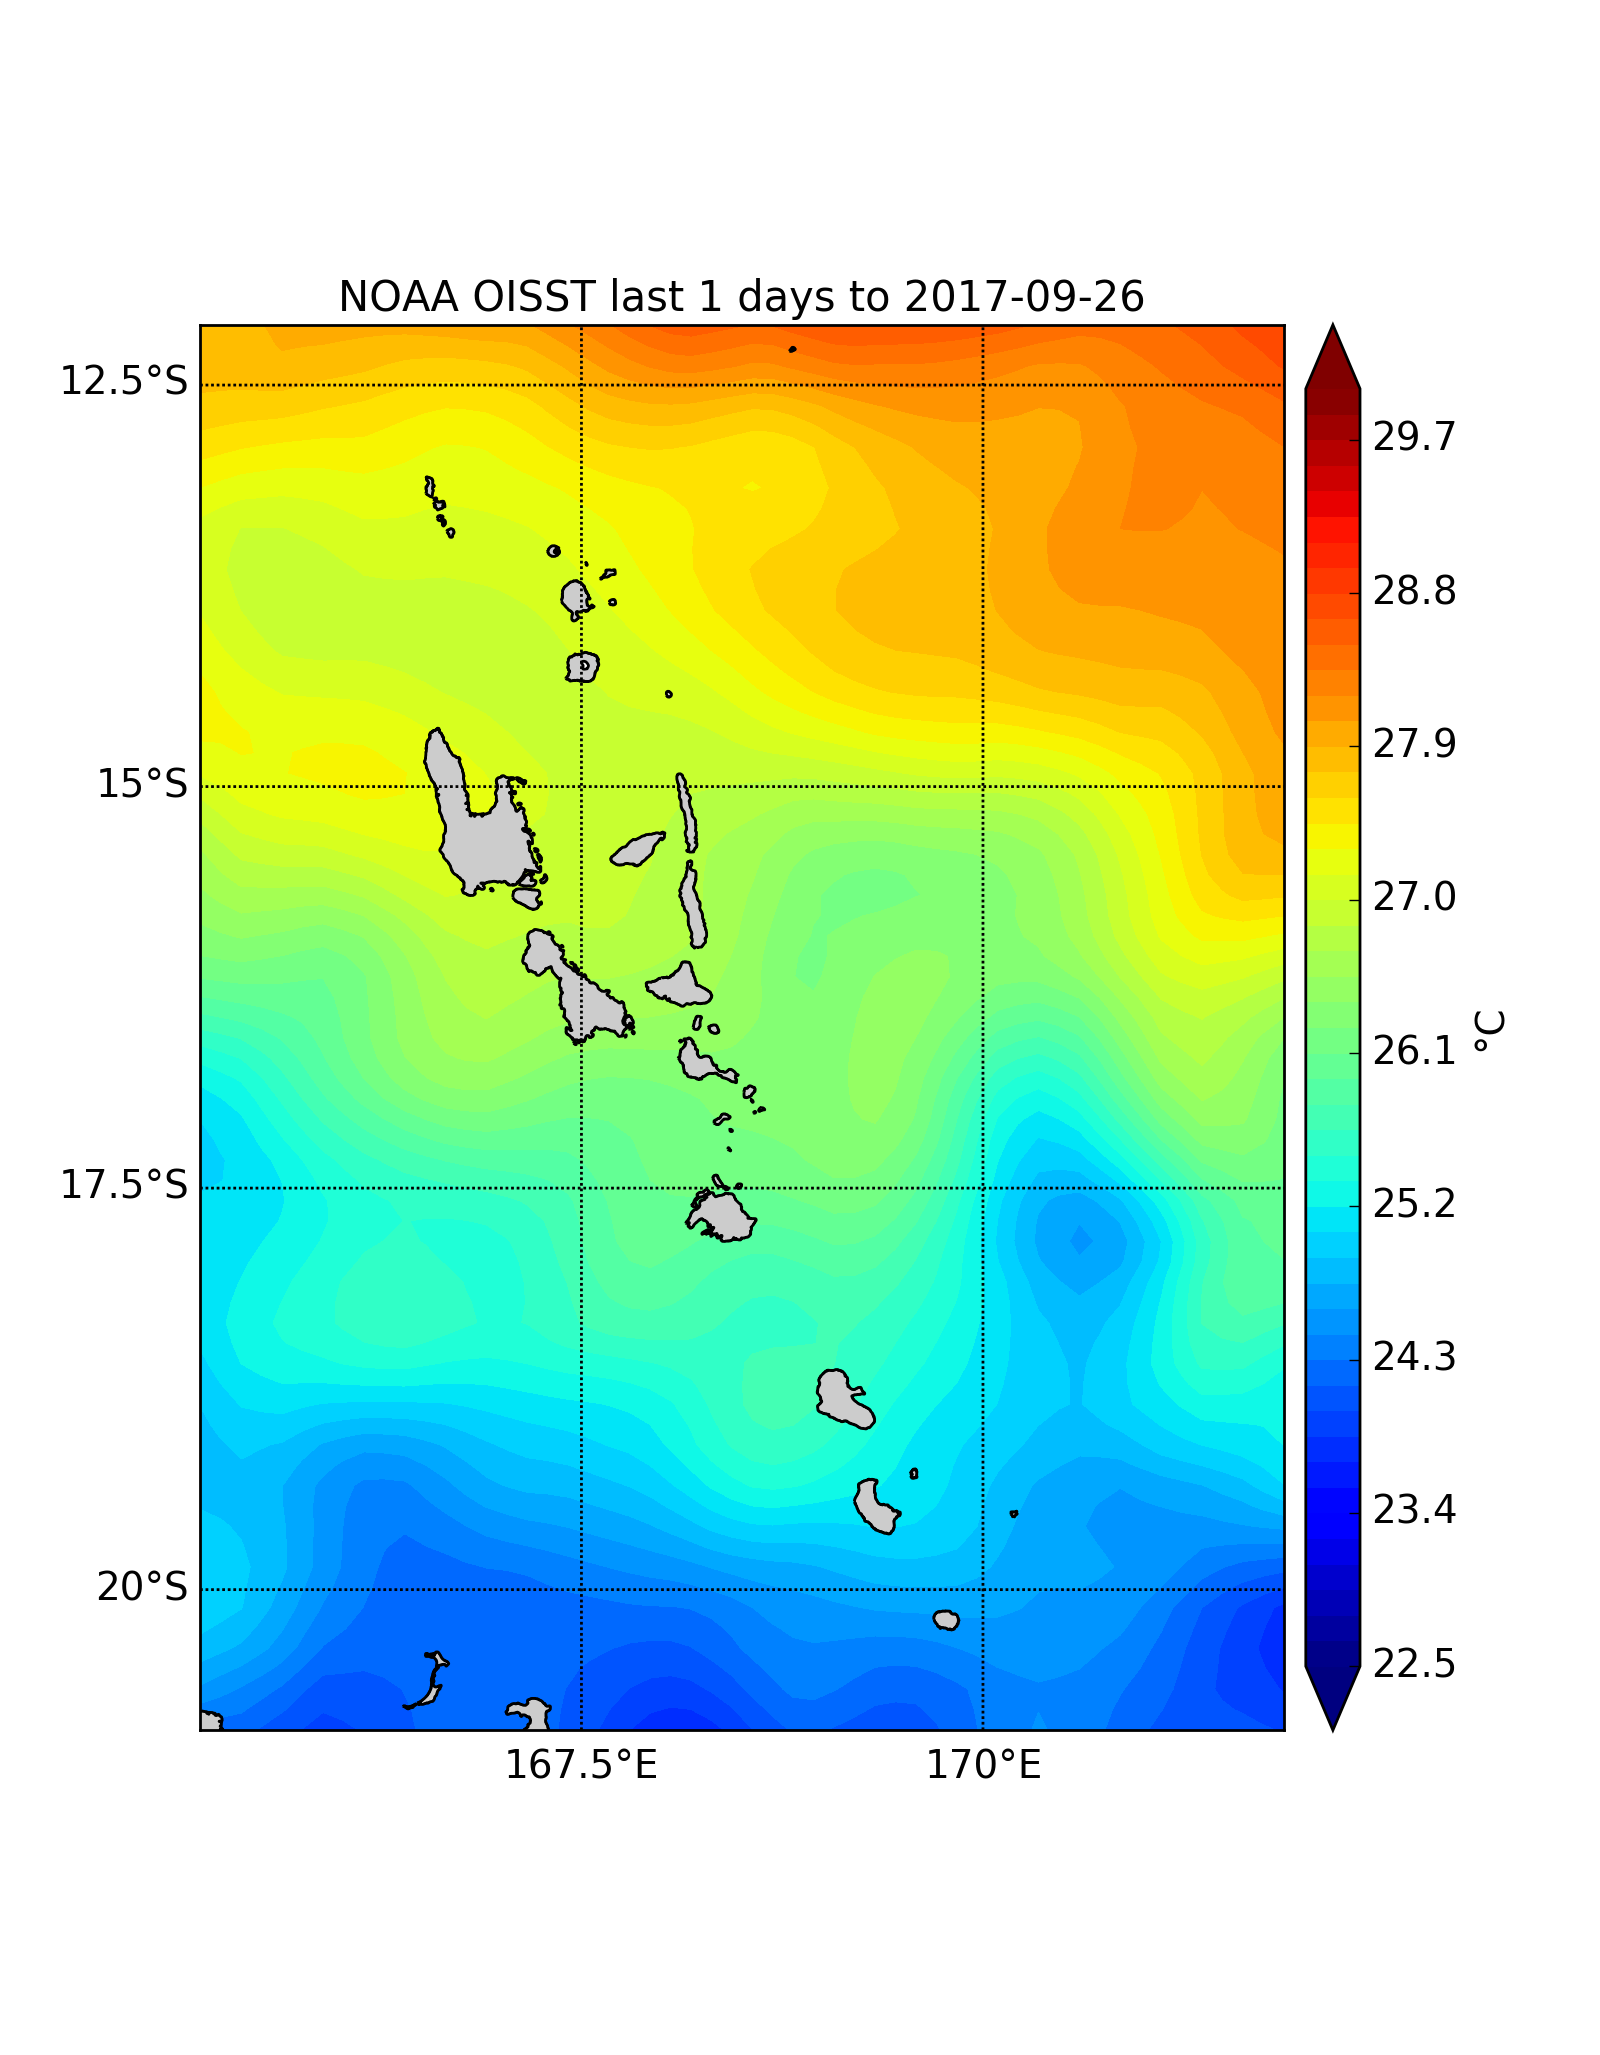 NOAA OISST last 1 days to 2017-09-26
12.5°S
15°S
17.5°S
20°S
167.5°E
170°E
29.7
28.8
27.9
27.0
26.1
25.2
24.3
23.4
22.5
°C